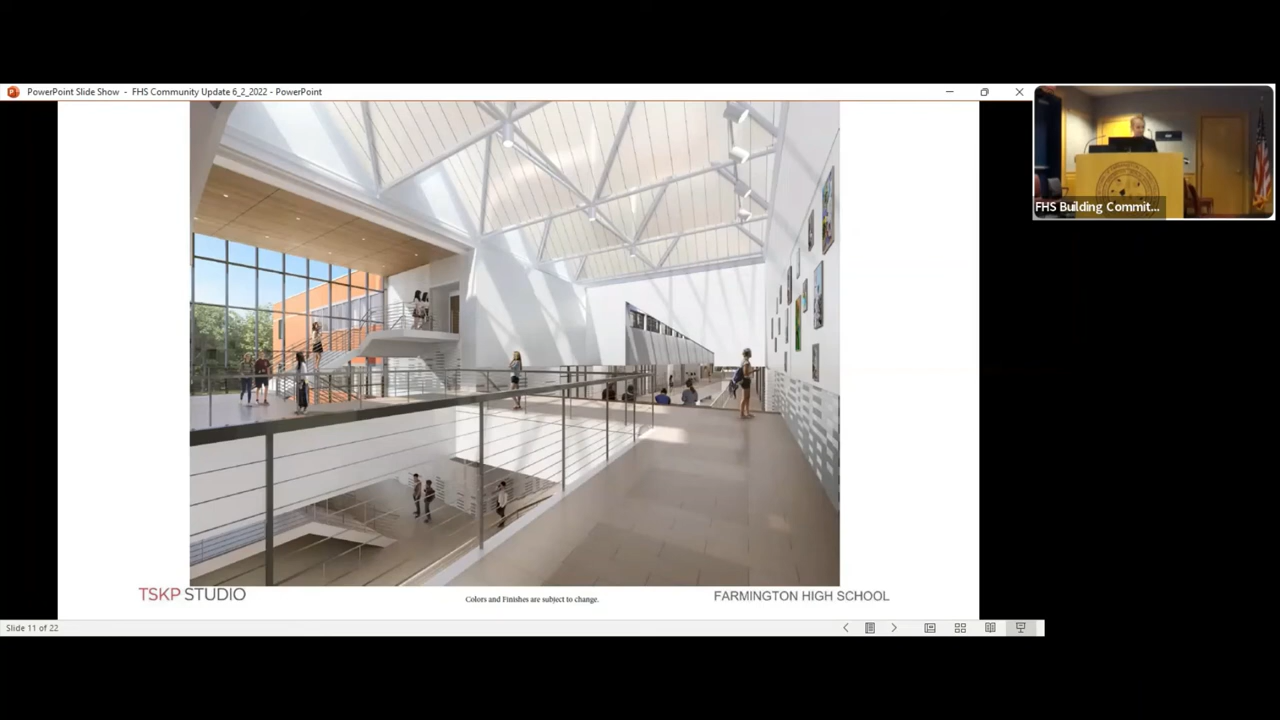 PowerPoint Slide Show - FHS Community Update 6_2_2022 - PowerPoint
FHS Building Commit...
TSKP STUDIO
Colors and Finishes are subject to change.
FARMINGTON HIGH SCHOOL
Slide 11 of 22